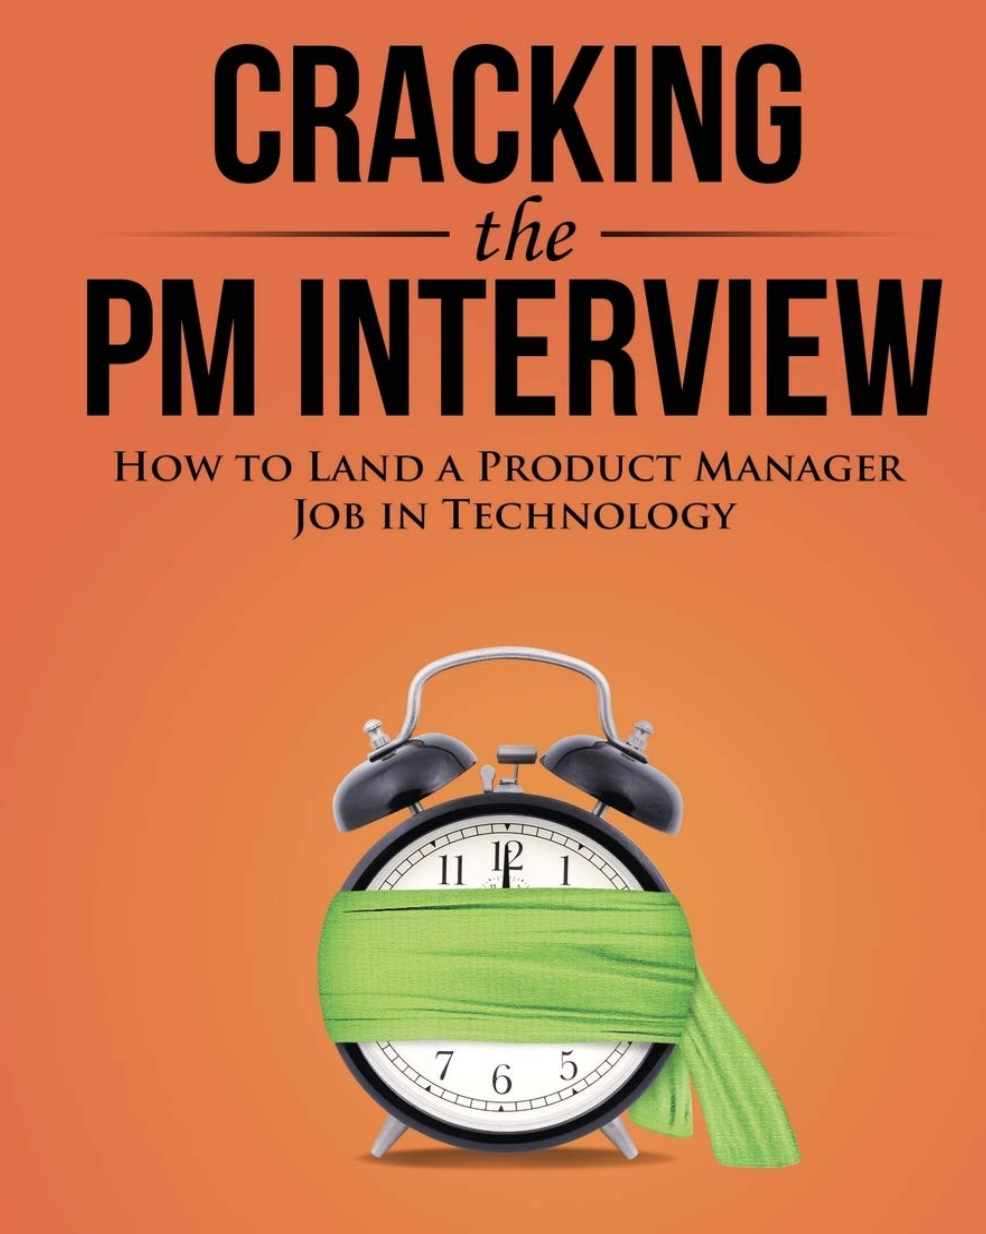 CRACKING
the
PM INTERVIEW
HOW TO LAND A PRODUCT MANAGER
JOB IN TECHNOLOGY
11 12 1
7 6 5